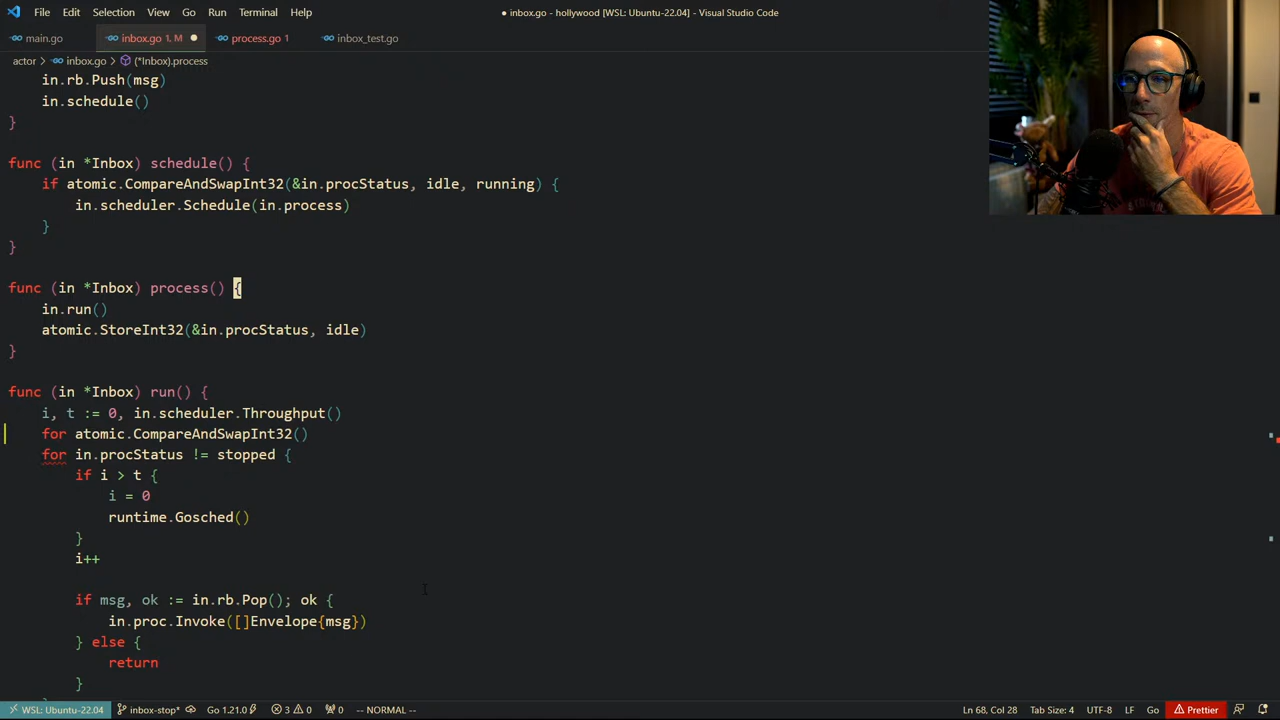 File Edit Selection View Go Run Terminal Help
● inbox.go - hollywood [WSL: Ubuntu-22.04] - Visual Studio Code
main.go inbox.go 1, M ● process.go 1 inbox_test.go
actor > inbox.go > (*Inbox).process
in.rb.Push(msg)
in.schedule()
}
func (in *Inbox) schedule() {
if atomic.CompareAndSwapInt32(&in.procStatus, idle, running) {
in.scheduler.Schedule(in.process)
}
}
func (in *Inbox) process() {
in.run()
atomic.StoreInt32(&in.procStatus, idle)
}
func (in *Inbox) run() {
i, t := 0, in.scheduler.Throughput()
for atomic.CompareAndSwapInt32()
for in.procStatus != stopped {
if i > t {
i = 0
runtime.Gosched()
}
i++
if msg, ok := in.rb.Pop(); ok {
in.proc.Invoke([]Envelope{msg})
} else {
return
}
WSL: Ubuntu-22.04 inbox-stop* Go 1.21.0 3 0 0 -- NORMAL -- Ln 68, Col 28 Tab Size: 4 UTF-8 LF Go Prettier